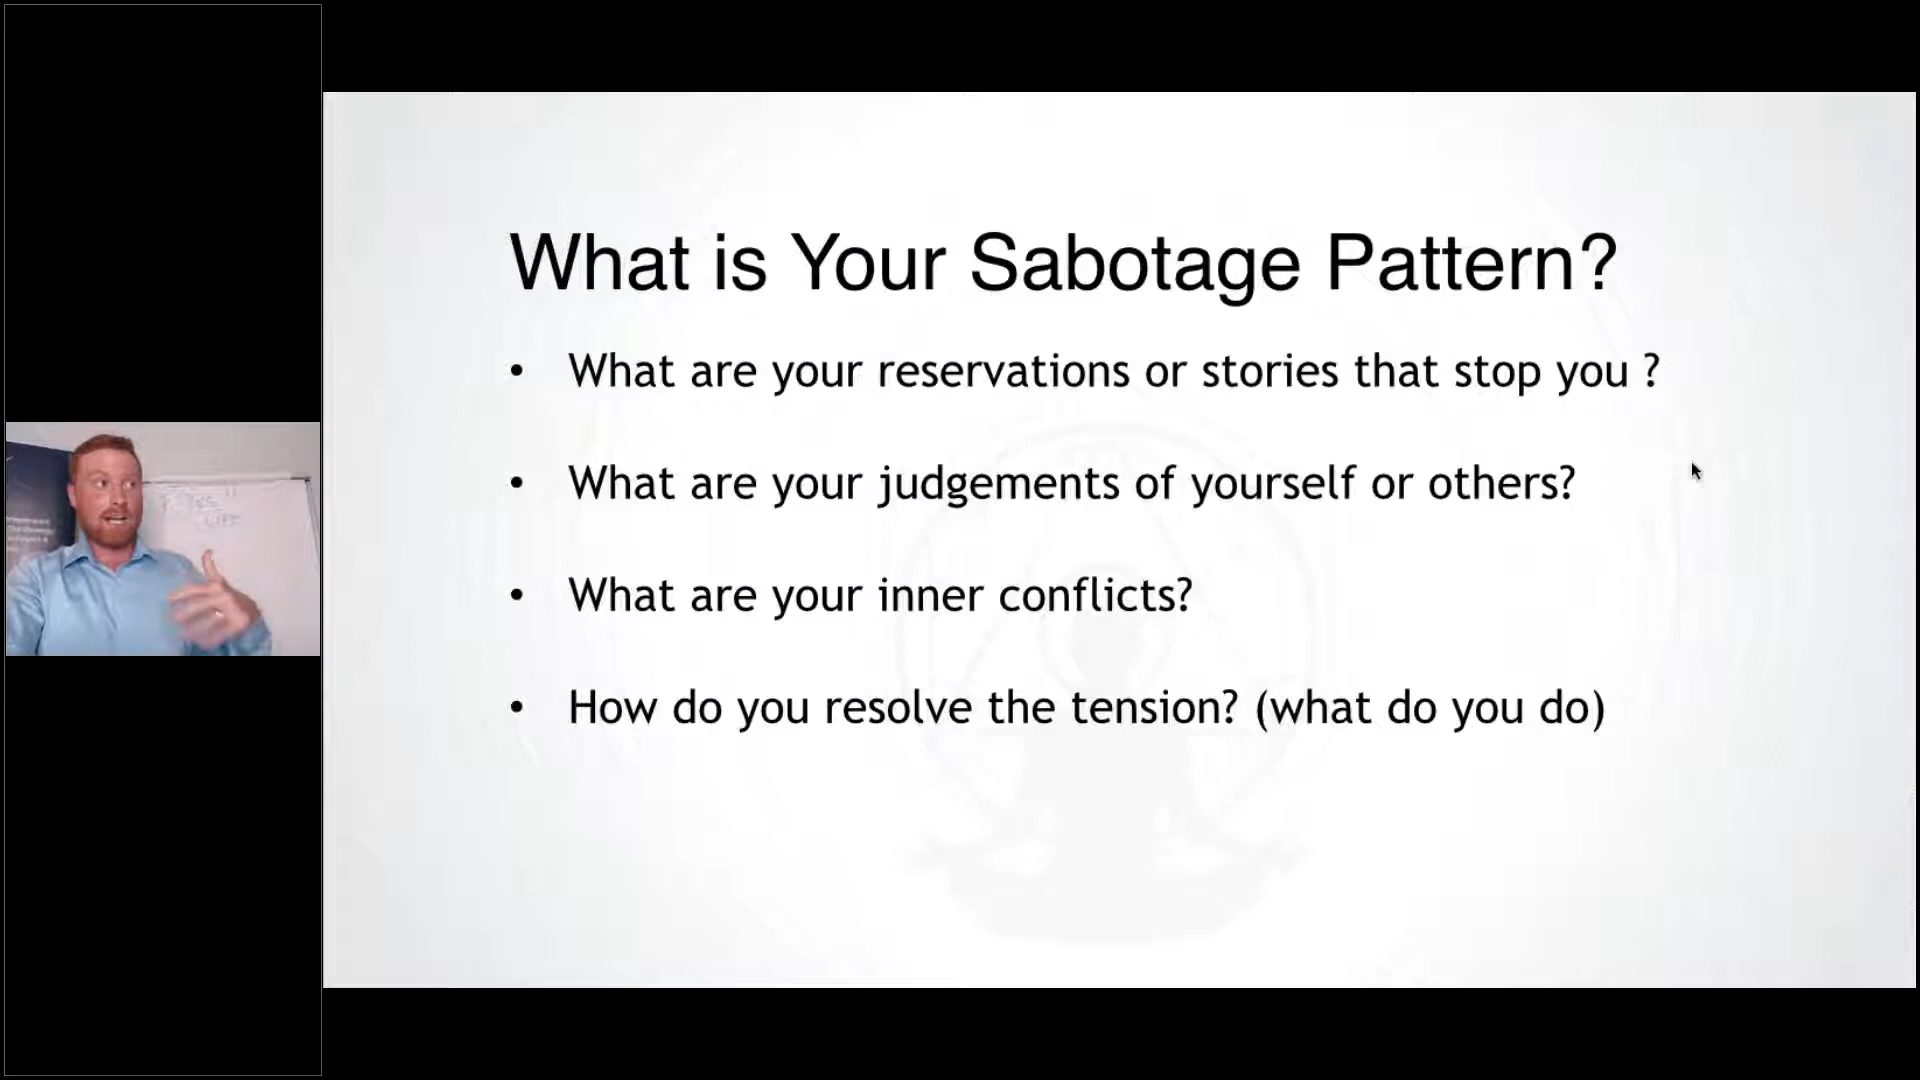 What is Your Sabotage Pattern?
• What are your reservations or stories that stop you ?
• What are your judgements of yourself or others?
• What are your inner conflicts?
• How do you resolve the tension? (what do you do)